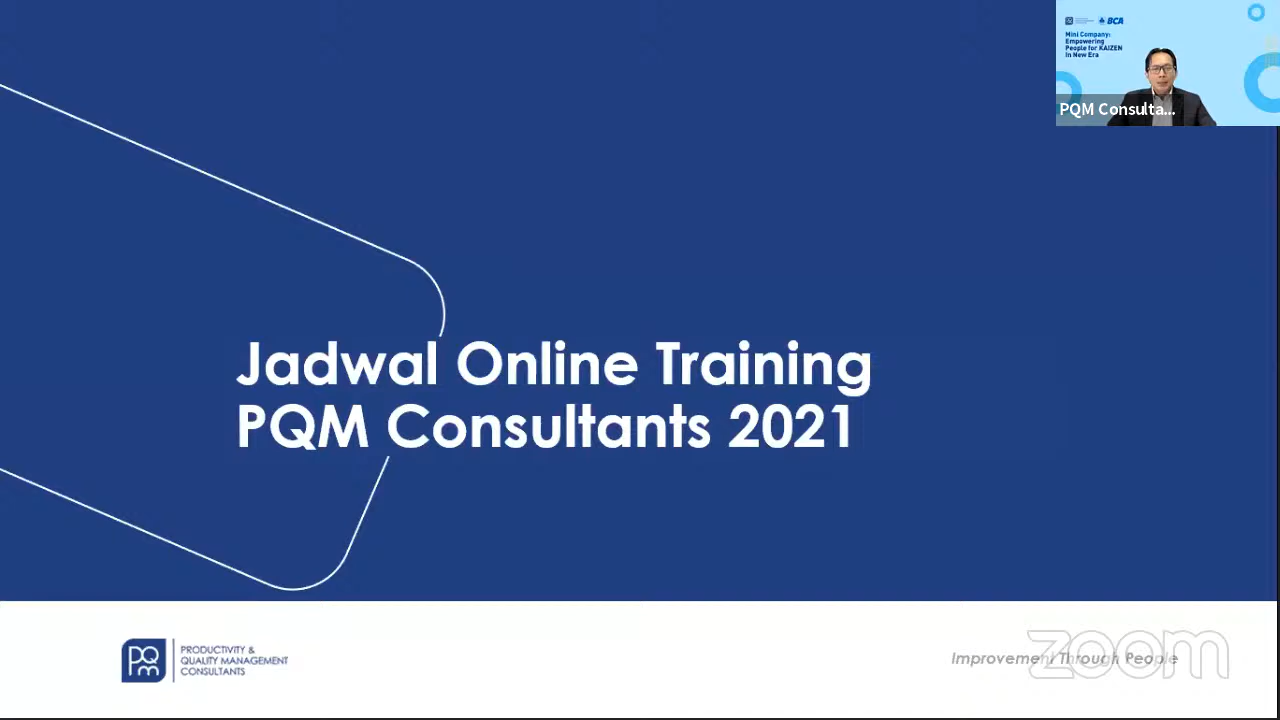 BCA
Mini Company:
Empowering
People for KAIZEN
In New Era
PQM Consulta...
Jadwal Online Training
PQM Consultants 2021
PQM
PRODUCTIVITY &
QUALITY MANAGEMENT
CONSULTANTS
Improvement Through People
zoom